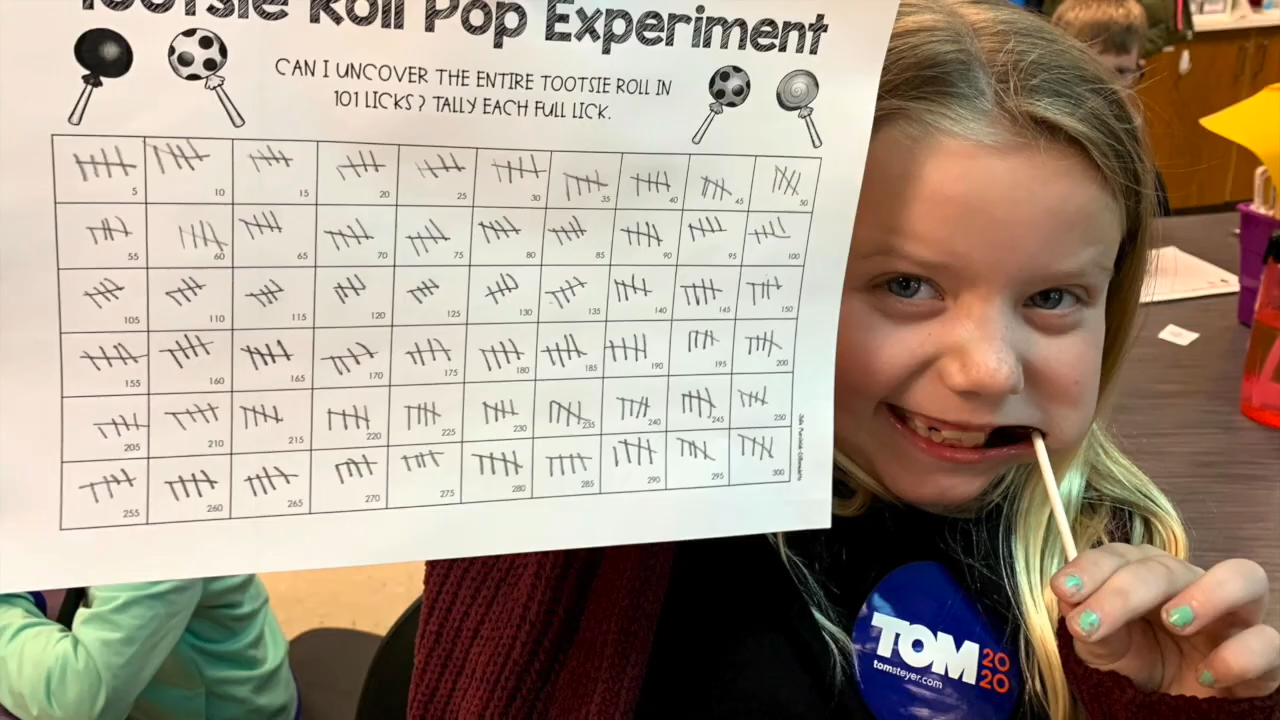 Tootsie Roll Pop Experiment
CAN I UNCOVER THE ENTIRE TOOTSIE ROLL IN
101 LICKS? TALLY EACH FULL LICK.
5 10 15 20 25 30 35 40 45 50
55 60 65 70 75 80 85 90 95 100
105 110 115 120 125 130 135 140 145 150
155 160 165 170 175 180 185 190 195 200
205 210 215 220 225 230 235 240 245 250
255 260 265 270 275 280 285 290 295 300
TOM
20
20
tomsteyer.com